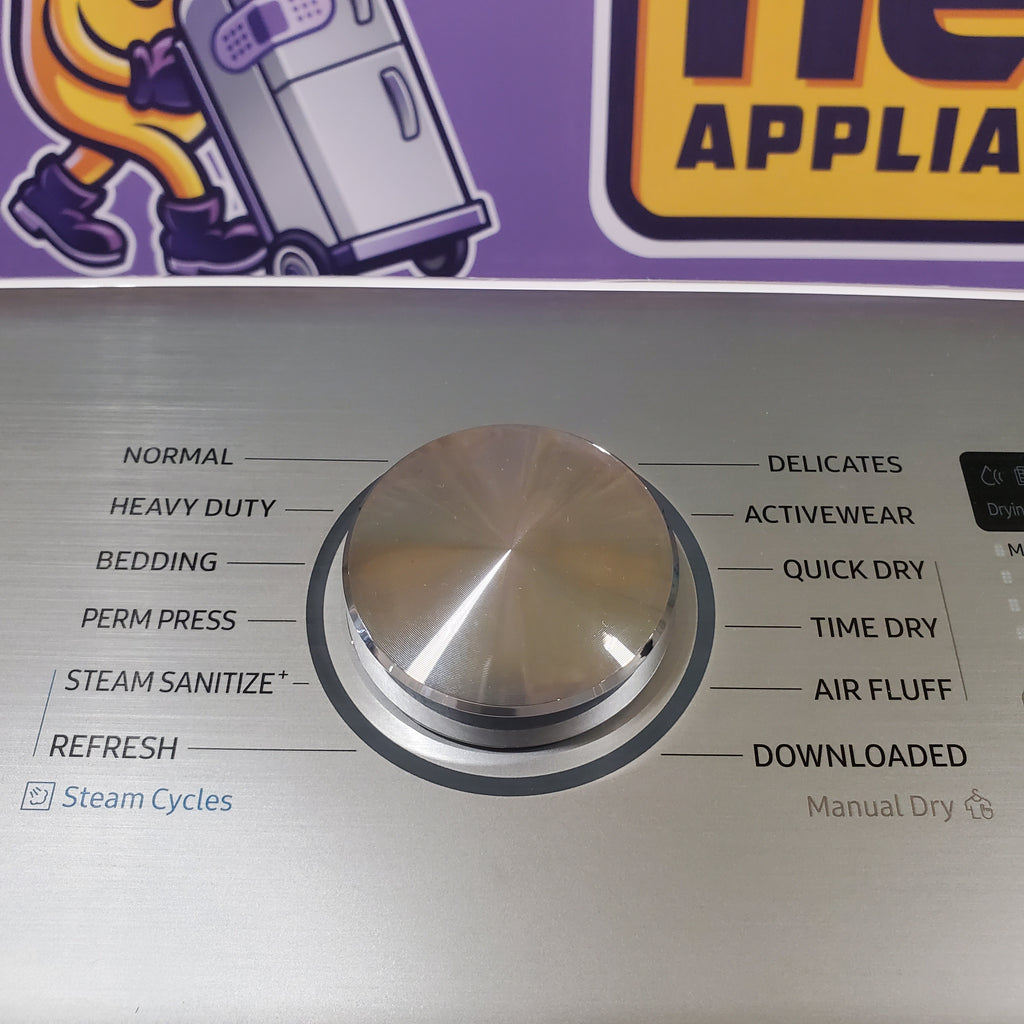 APPLIA
NORMAL
HEAVY DUTY
BEDDING
PERM PRESS
STEAM SANITIZE+
REFRESH
Steam Cycles
DELICATES
ACTIVEWEAR
QUICK DRY
TIME DRY
AIR FLUFF
DOWNLOADED
Manual Dry
Dryin